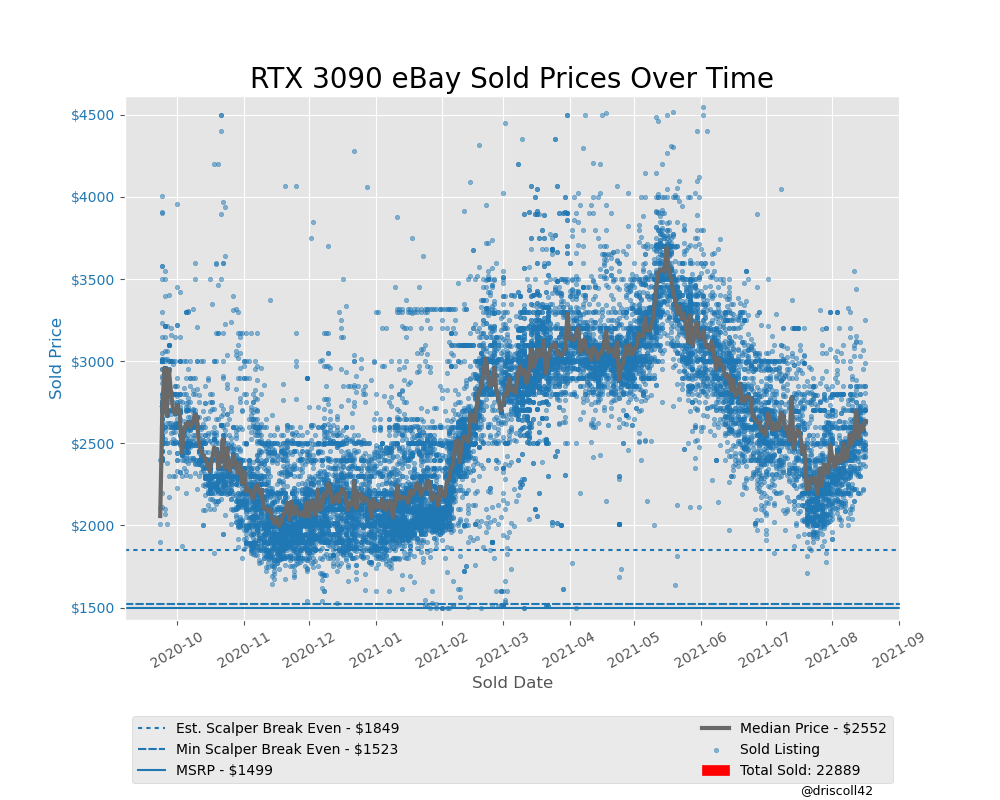 RTX 3090 eBay Sold Prices Over Time
$4500
$4000
$3500
$3000
$2500
$2000
$1500
Sold Price
2020-10
2020-11
2020-12
2021-01
2021-02
2021-03
2021-04
2021-05
2021-06
2021-07
2021-08
2021-09
Sold Date
Est. Scalper Break Even - $1849
Min Scalper Break Even - $1523
MSRP - $1499
Median Price - $2552
Sold Listing
Total Sold: 22889
@driscoll42